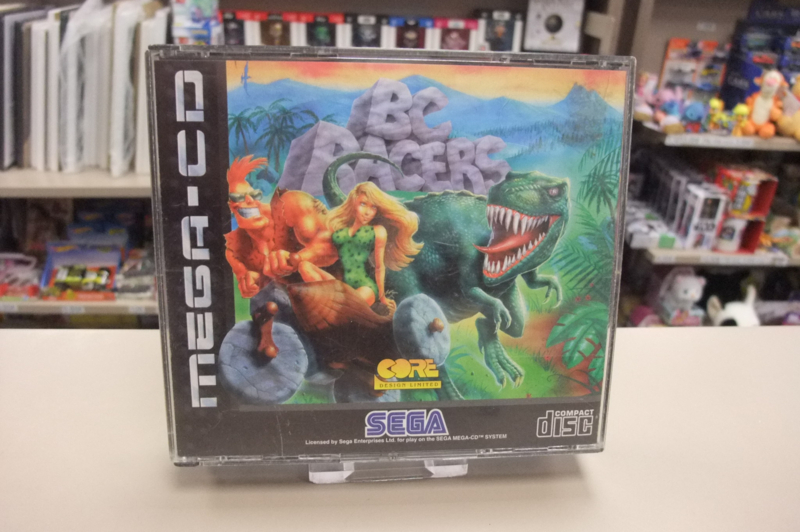 MEGA-CD
BC
RACERS
CORE
DESIGN LIMITED
SEGA
COMPACT
disc
Licensed by Sega Enterprises Ltd. for play on the SEGA MEGA-CD™ SYSTEM